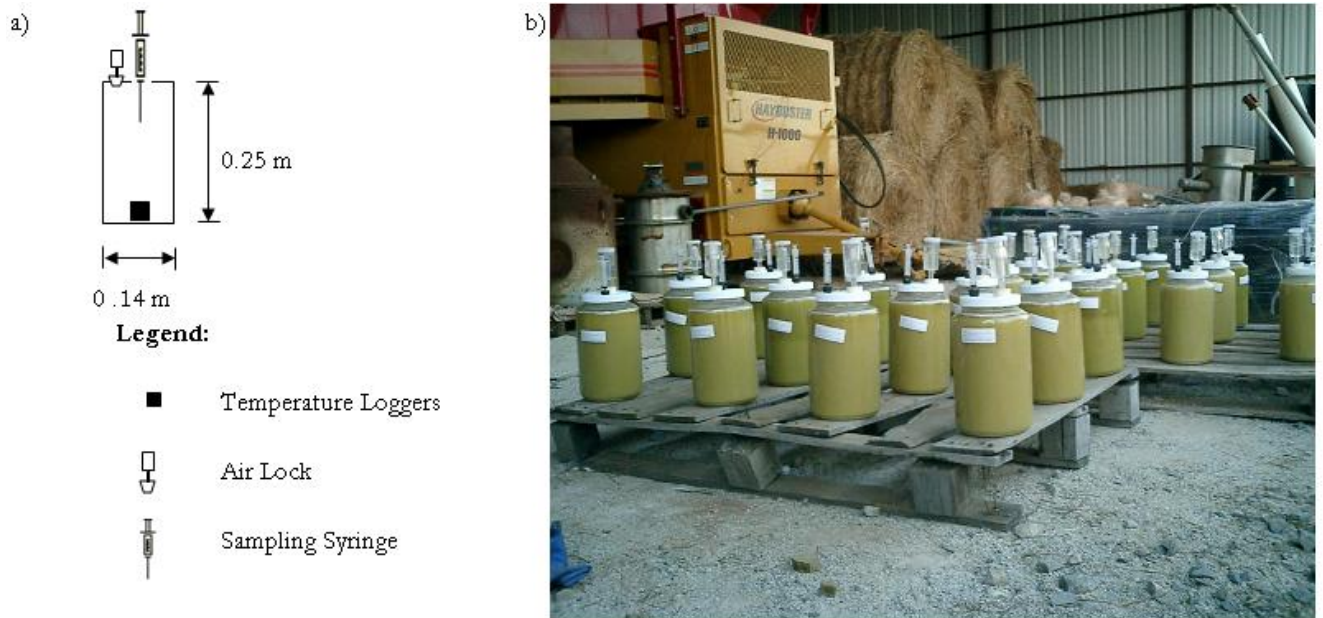 a)
0.25 m
0 .14 m
Legend:
Temperature Loggers
Air Lock
Sampling Syringe
b)
HAYBUSTER
H-1000